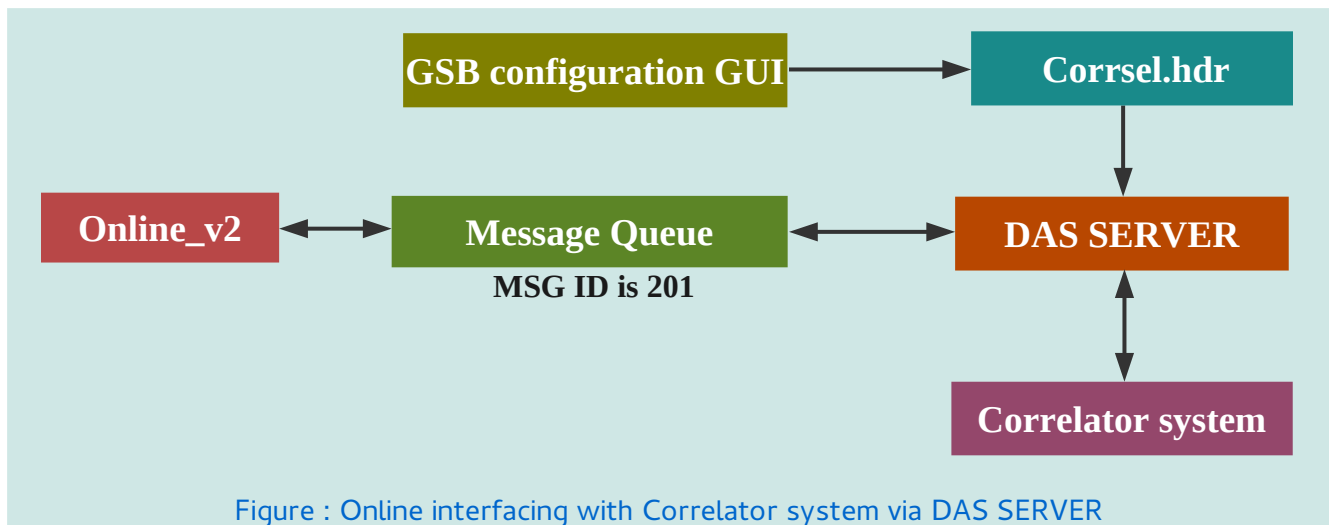 GSB configuration GUI
Corrsel.hdr
Online_v2
Message Queue
DAS SERVER
MSG ID is 201
Correlator system
Figure : Online interfacing with Correlator system via DAS SERVER